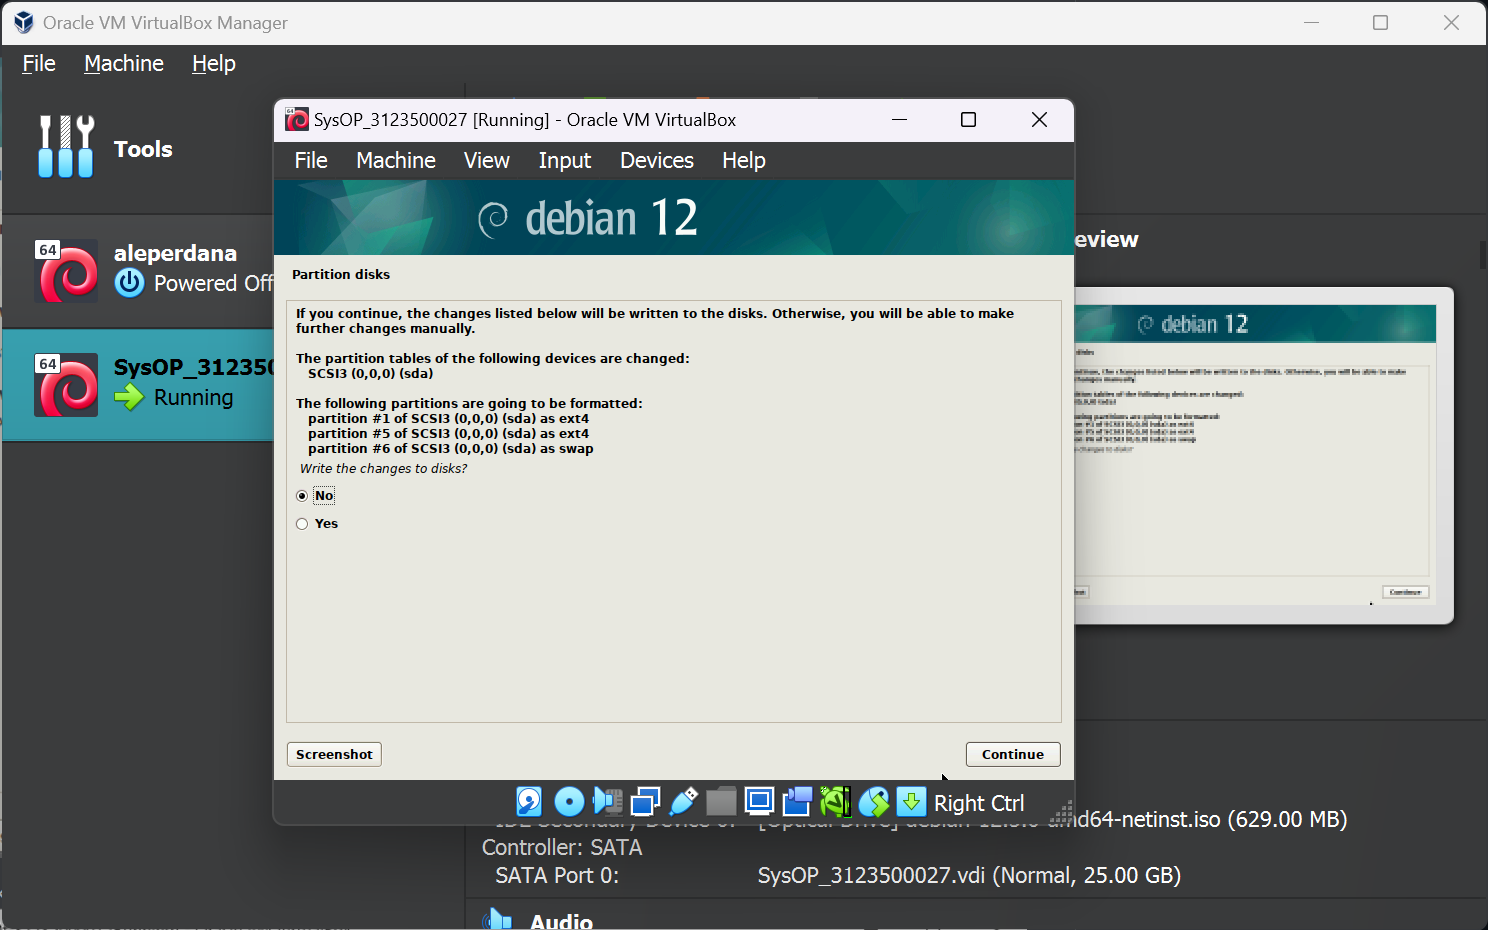 Oracle VM VirtualBox Manager
File Machine Help
Tools
64
aleperdana
Powered Off
64
SysOP_312350
Running
64
SysOP_3123500027 [Running] - Oracle VM VirtualBox
File Machine View Input Devices Help
debian 12
Partition disks
If you continue, the changes listed below will be written to the disks. Otherwise, you will be able to make
further changes manually.
The partition tables of the following devices are changed:
SCSI3 (0,0,0) (sda)
The following partitions are going to be formatted:
partition #1 of SCSI3 (0,0,0) (sda) as ext4
partition #5 of SCSI3 (0,0,0) (sda) as ext4
partition #6 of SCSI3 (0,0,0) (sda) as swap
Write the changes to disks?
No
Yes
Screenshot
Continue
Right Ctrl
eview
debian 12
Continue
md64-netinst.iso (629.00 MB)
Controller: SATA
SATA Port 0: SysOP_3123500027.vdi (Normal, 25.00 GB)
Audio